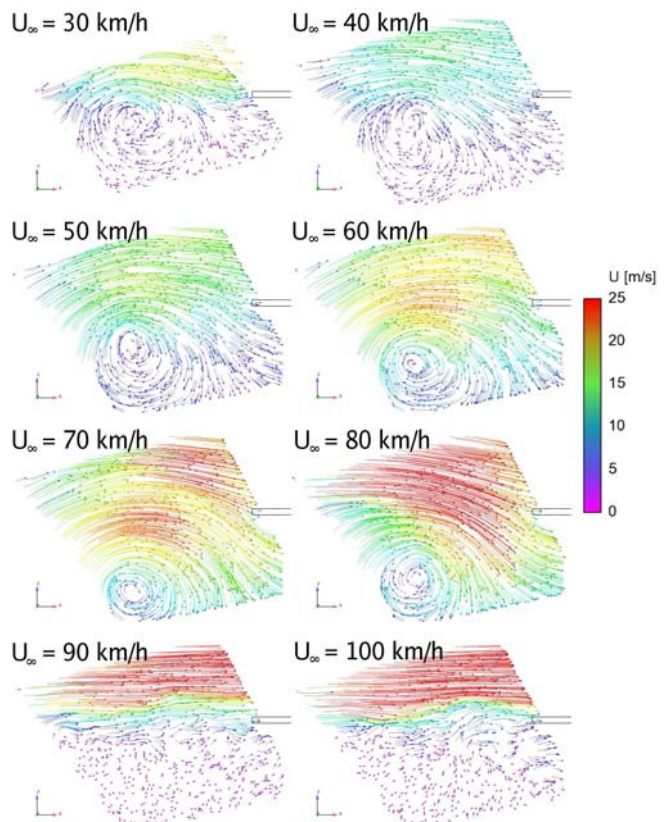 U∞ = 30 km/h
U∞ = 40 km/h
U∞ = 50 km/h
U∞ = 60 km/h
U [m/s]
25
20
15
10
5
0
U∞ = 70 km/h
U∞ = 80 km/h
U∞ = 90 km/h
U∞ = 100 km/h